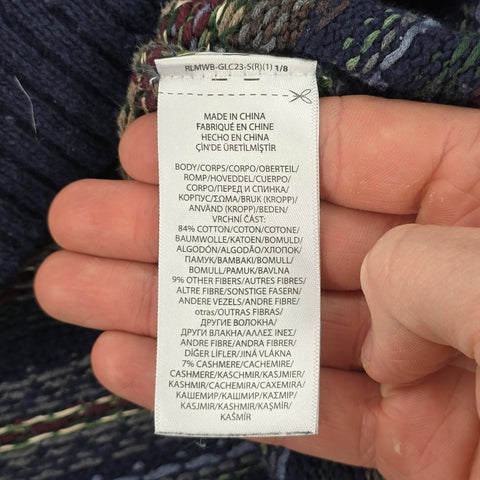 RLMWB-GLC23-S(R)(1) 1/8
MADE IN CHINA
FABRIQUÉ EN CHINE
HECHO EN CHINA
ÇİN'DE ÜRETİLMİŞTİR
BODY/CORPS/CORPO/OBERTEIL/
ROMP/HOVEDDEL/CUERPO/
CORPO/ПЕРЕД И СПИНКА/
КОРПУС/ΣΩΜΑ/BRUK (KROPP)/
ANVÄND (KROPP)/BEDEN/
VRCHNÍ ČÁST:
84% COTTON/COTON/COTONE/
BAUMWOLLE/KATOEN/BOMULD/
ALGODÓN/ALGODÃO/ХЛОПОК/
ПАМУК/ΒΑΜΒΑΚΙ/BOMULL/
BOMULL/PAMUK/BAVLNA
9% OTHER FIBERS/AUTRES FIBRES/
ALTRE FIBRE/SONSTIGE FASERN/
ANDERE VEZELS/ANDRE FIBRE/
otras/OUTRAS FIBRAS/
ДРУГИЕ ВОЛОКНА/
ДРУГИ ВЛАКНА/ΑΛΛΕΣ ΙΝΕΣ/
ANDRE FIBRE/ANDRA FIBRER/
DİĞER LİFLER/JINÁ VLÁKNA
7% CASHMERE/CACHEMIRE/
CASHMERE/KASCHMIR/KASJMIER/
KASHMIR/CACHEMIRA/CAXEMIRA/
КАШЕМИР/КАШМИР/ΚΑΣΜΙΡ/
KASJMIR/KASHMIR/KAŞMİR/
KAŠMÍR